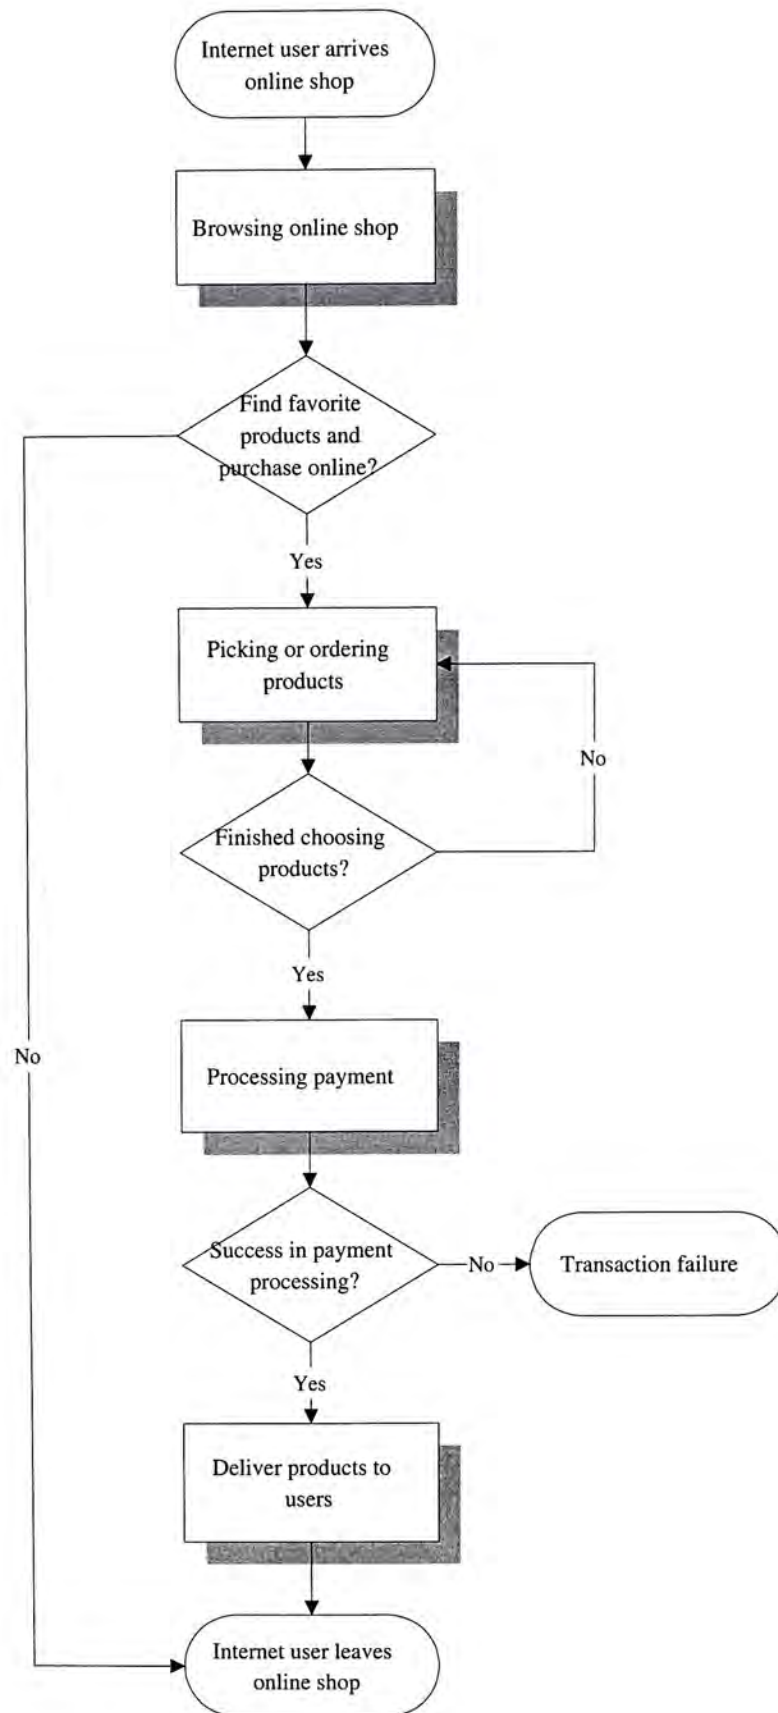 Internet user arrives
online shop
Browsing online shop
Find favorite
products and
purchase online?
Yes
Picking or ordering
products
No
Finished choosing
products?
Yes
No
Processing payment
Success in payment
processing?
No
Transaction failure
Yes
Deliver products to
users
Internet user leaves
online shop